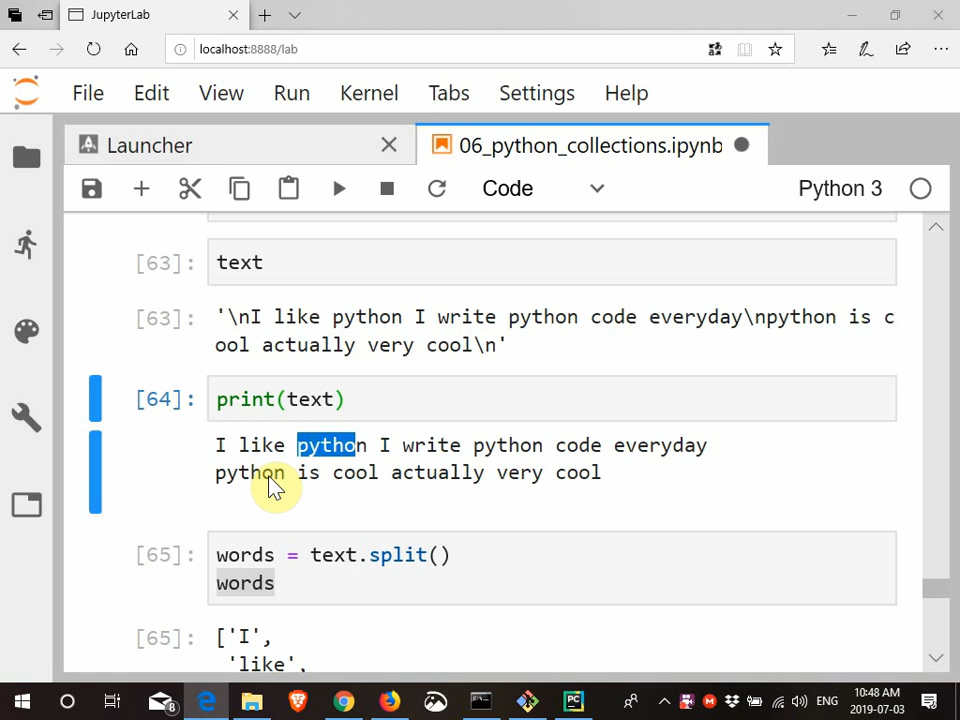 JupyterLab
localhost:8888/lab
File Edit View Run Kernel Tabs Settings Help
Launcher 06_python_collections.ipynb
Code Python 3
[63]: text
[63]: '\nI like python I write python code everyday\npython is c
ool actually very cool\n'
[64]: print(text)
I like python I write python code everyday
python is cool actually very cool
[65]: words = text.split()
words
[65]: ['I',
'like',
8 PC ENG 10:48 AM
2019-07-03